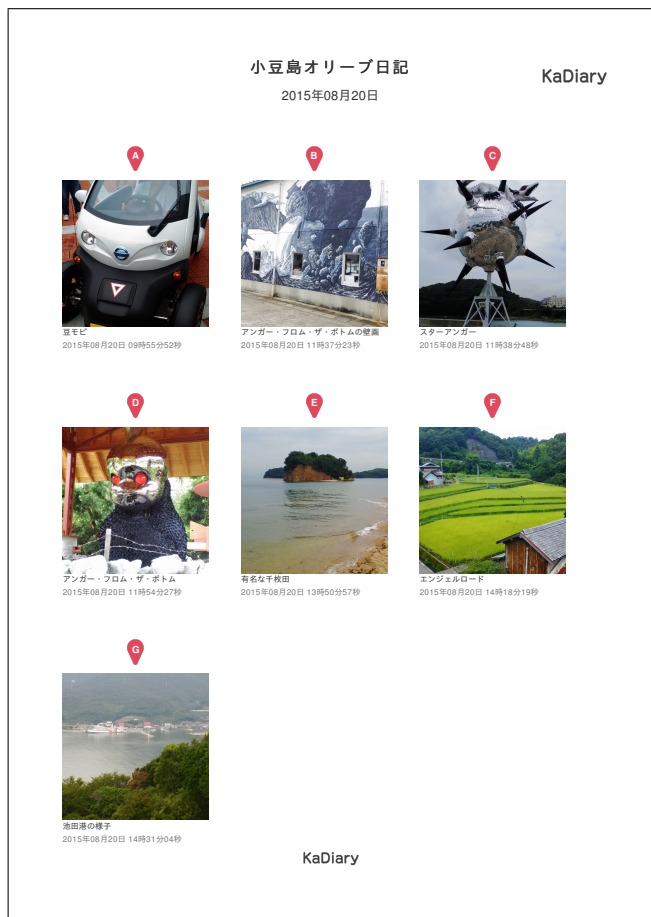 小豆島オリーブ日記
KaDiary
2015年08月20日
A
B
C
豆モビ
2015年08月20日 09時55分52秒
アンガー・フロム・ザ・ボトムの壁画
2015年08月20日 11時37分23秒
スターアンガー
2015年08月20日 11時38分48秒
D
E
F
アンガー・フロム・ザ・ボトム
2015年08月20日 11時54分27秒
有名な千枚田
2015年08月20日 13時50分57秒
エンジェルロード
2015年08月20日 14時18分19秒
G
池田港の様子
2015年08月20日 14時31分04秒
KaDiary